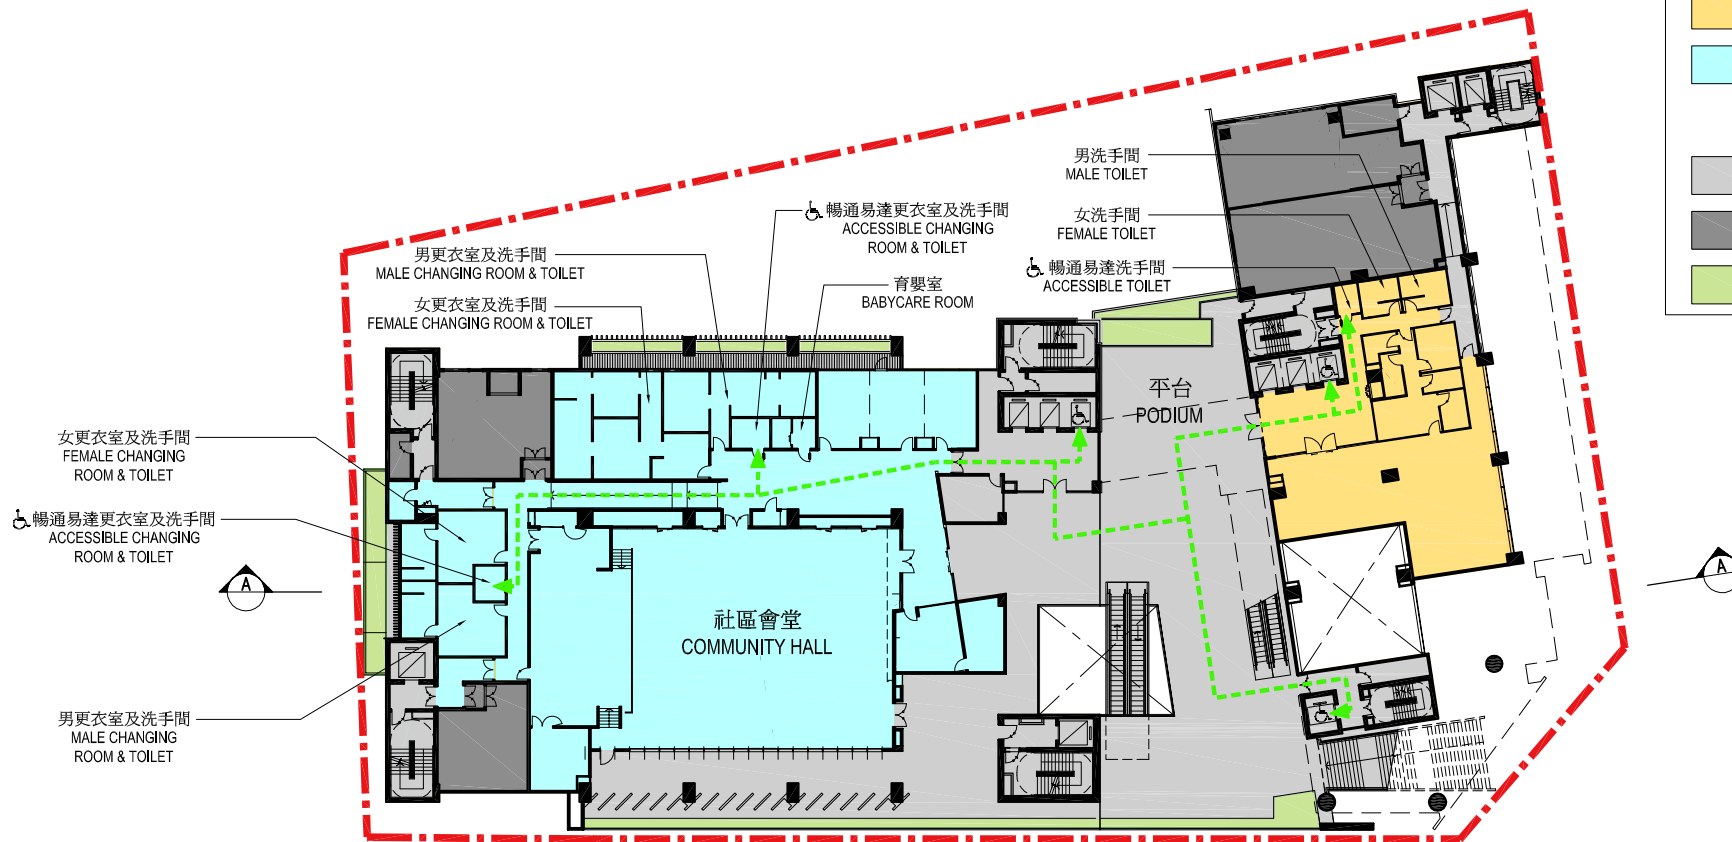 男洗手間
MALE TOILET
暢通易達更衣室及洗手間
ACCESSIBLE CHANGING
ROOM & TOILET
女洗手間
FEMALE TOILET
男更衣室及洗手間
MALE CHANGING ROOM & TOILET
暢通易達洗手間
ACCESSIBLE TOILET
育嬰室
BABYCARE ROOM
女更衣室及洗手間
FEMALE CHANGING ROOM & TOILET
平台
PODIUM
女更衣室及洗手間
FEMALE CHANGING
ROOM & TOILET
暢通易達更衣室及洗手間
ACCESSIBLE CHANGING
ROOM & TOILET
A
A
社區會堂
COMMUNITY HALL
男更衣室及洗手間
MALE CHANGING
ROOM & TOILET